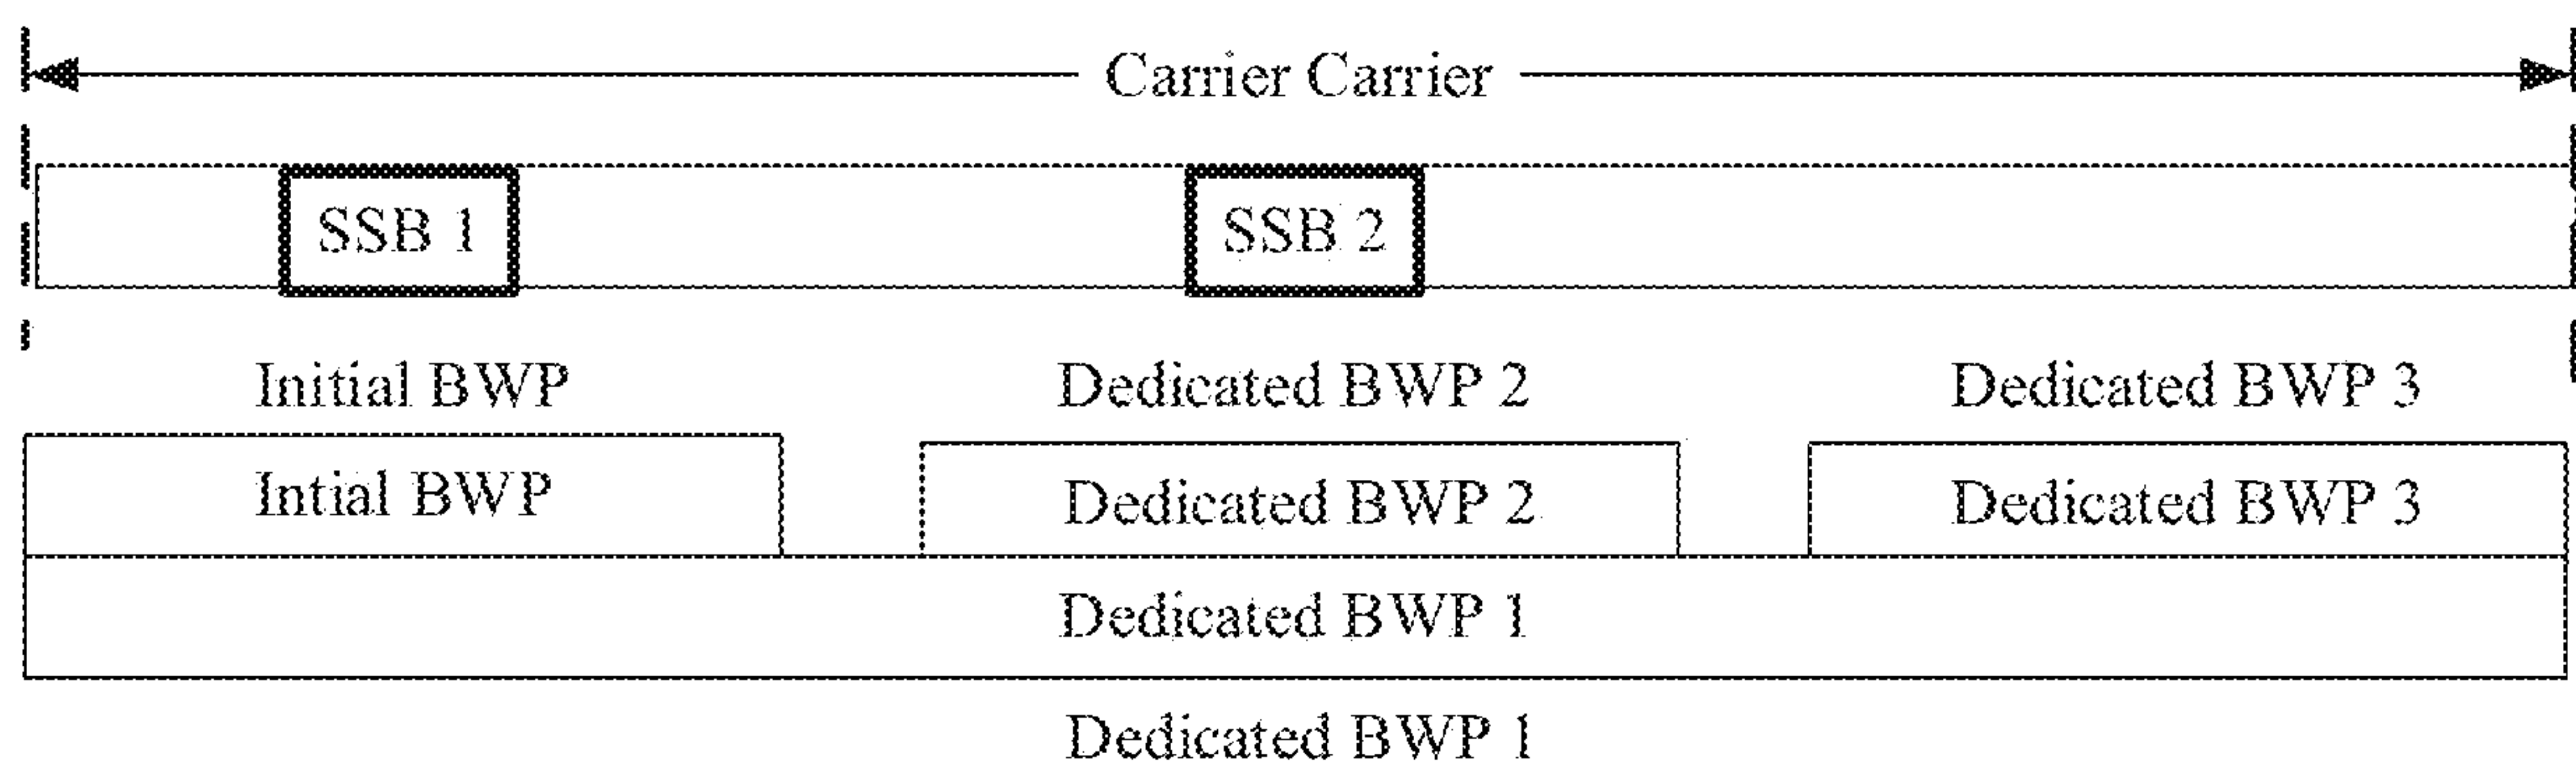 Carrier Carrier
SSB 1 SSB 2
Initial BWP Dedicated BWP 2 Dedicated BWP 3
Intial BWP Dedicated BWP 2 Dedicated BWP 3
Dedicated BWP 1
Dedicated BWP 1